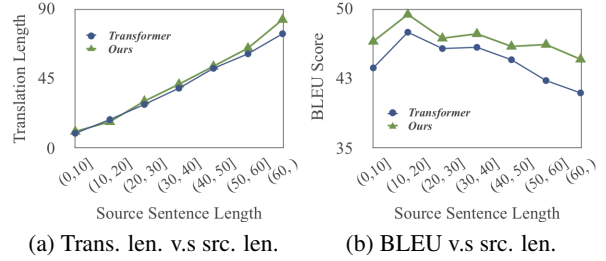 90
45
0
Translation Length
Transformer
Ours
(0,10]
(10, 20]
(20, 30]
(30, 40]
(40, 50]
(50, 60]
(60, )
Source Sentence Length
(a) Trans. len. v.s src. len.
50
43
35
BLEU Score
Transformer
Ours
(0,10]
(10, 20]
(20, 30]
(30, 40]
(40, 50]
(50, 60]
(60, )
Source Sentence Length
(b) BLEU v.s src. len.